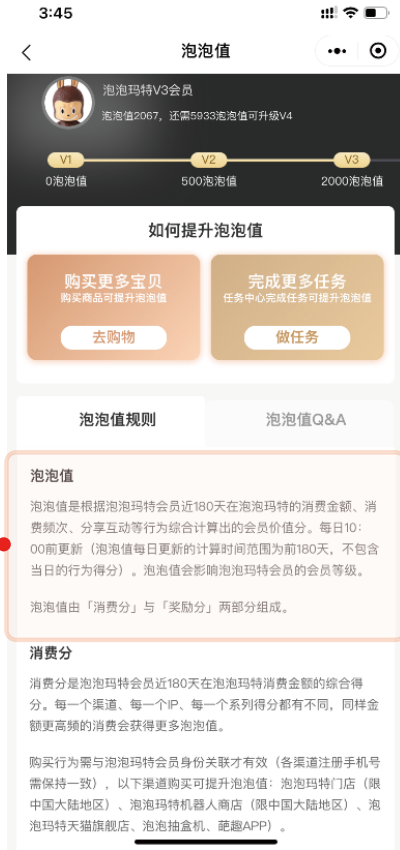 3:45
泡泡值
泡泡玛特V3会员
泡泡值2067，还需5933泡泡值可升级V4
V1
V2
V3
0泡泡值
500泡泡值
2000泡泡值
如何提升泡泡值
购买更多宝贝
购买商品可提升泡泡值
去购物
完成更多任务
任务中心完成任务可提升泡泡值
做任务
泡泡值规则
泡泡值Q&A
泡泡值
泡泡值是根据泡泡玛特会员近180天在泡泡玛特的消费金额、消
费频次、分享互动等行为综合计算出的会员价值分。每日10：
00前更新（泡泡值每日更新的计算时间范围为前180天，不包含
当日的行为得分）。泡泡值会影响泡泡玛特会员的会员等级。
泡泡值由「消费分」与「奖励分」两部分组成。
消费分
消费分是泡泡玛特会员近180天在泡泡玛特消费金额的综合得
分。每一个渠道、每一个IP、每一个系列得分都有不同，同样金
额更高频的消费会获得更多泡泡值。
购买行为需与泡泡玛特会员身份关联才有效（各渠道注册手机号
需保持一致），以下渠道购买可提升泡泡值：泡泡玛特门店（限
中国大陆地区）、泡泡玛特机器人商店（限中国大陆地区）、泡
泡玛特天猫旗舰店、泡泡抽盒机、葩趣APP）。